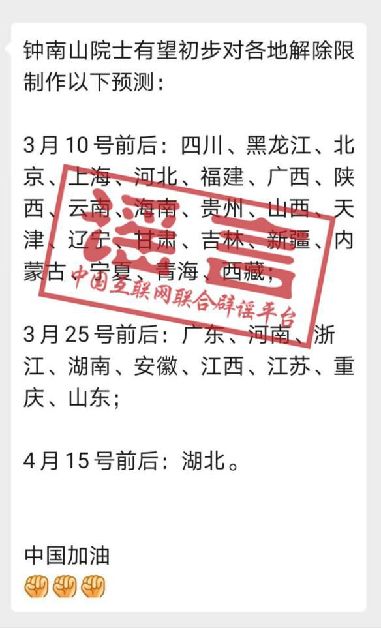 钟南山院士有望初步对各地解除限
制作以下预测：
3月10号前后：四川、黑龙江、北
京、上海、河北、福建、广西、陕
西、云南、海南、贵州、山西、天
津、辽宁、甘肃、吉林、新疆、内
蒙古、宁夏、青海、西藏；
谣言
中国互联网联合辟谣平台
3月25号前后：广东、河南、浙
江、湖南、安徽、江西、江苏、重
庆、山东；
4月15号前后：湖北。
中国加油
✊✊✊